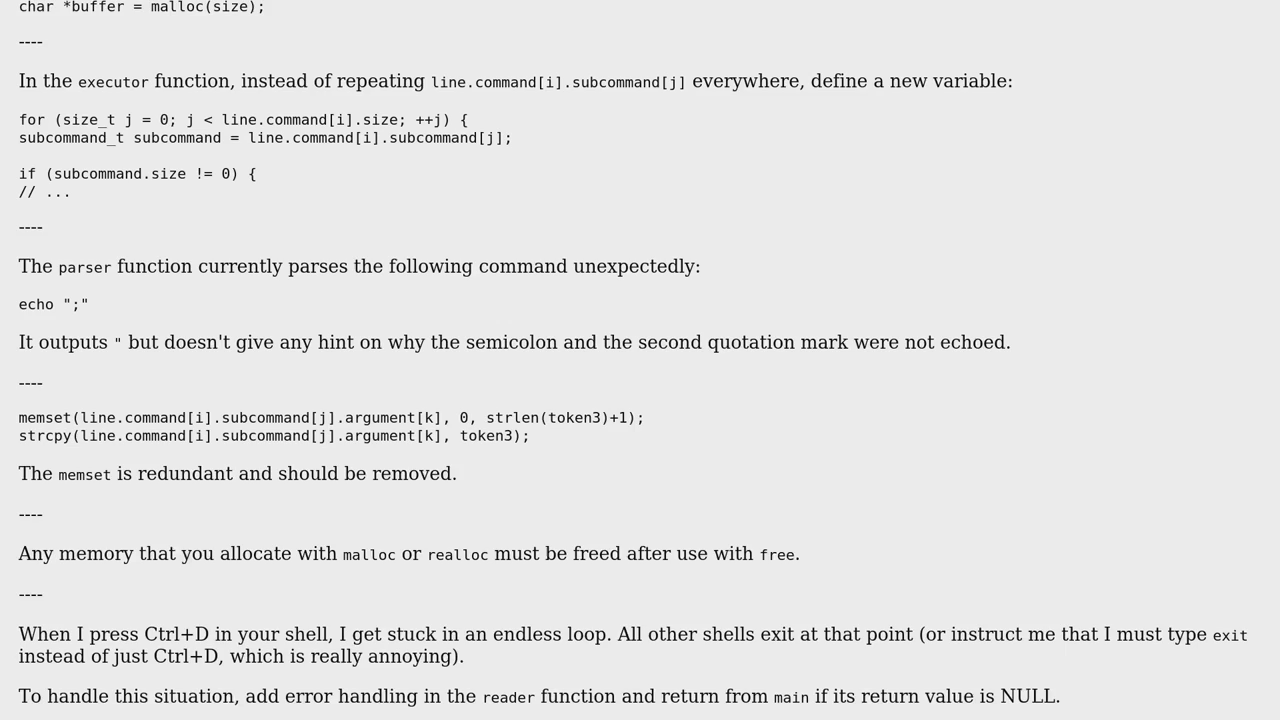 char *buffer = malloc(size);
----
In the executor function, instead of repeating line.command[i].subcommand[j] everywhere, define a new variable:
for (size_t j = 0; j < line.command[i].size; ++j) {
subcommand_t subcommand = line.command[i].subcommand[j];
if (subcommand.size != 0) {
// ...
----
The parser function currently parses the following command unexpectedly:
echo ";"
It outputs " but doesn't give any hint on why the semicolon and the second quotation mark were not echoed.
----
memset(line.command[i].subcommand[j].argument[k], 0, strlen(token3)+1);
strcpy(line.command[i].subcommand[j].argument[k], token3);
The memset is redundant and should be removed.
----
Any memory that you allocate with malloc or realloc must be freed after use with free.
----
When I press Ctrl+D in your shell, I get stuck in an endless loop. All other shells exit at that point (or instruct me that I must type exit
instead of just Ctrl+D, which is really annoying).
To handle this situation, add error handling in the reader function and return from main if its return value is NULL.